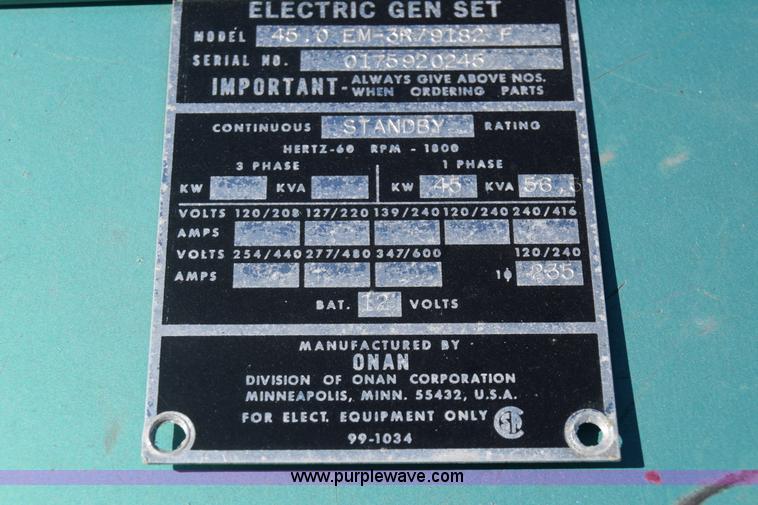 ELECTRIC GEN SET
MODEL 45.0 EM-3R/9182 F
SERIAL NO. 0175920245
IMPORTANT- ALWAYS GIVE ABOVE NOS.
WHEN ORDERING PARTS
CONTINUOUS STANDBY RATING
HERTZ-60 RPM-1800
3 PHASE 1 PHASE
KW KVA KW 45 KVA 56.3
VOLTS 120/208 127/220 139/240 120/240 240/416
AMPS
VOLTS 254/440 277/480 347/600 120/240
AMPS 1ϕ 235
BAT. 12 VOLTS
MANUFACTURED BY
ONAN
DIVISION OF ONAN CORPORATION
MINNEAPOLIS, MINN. 55432, U.S.A.
FOR ELECT. EQUIPMENT ONLY
99-1034
www.purplewave.com